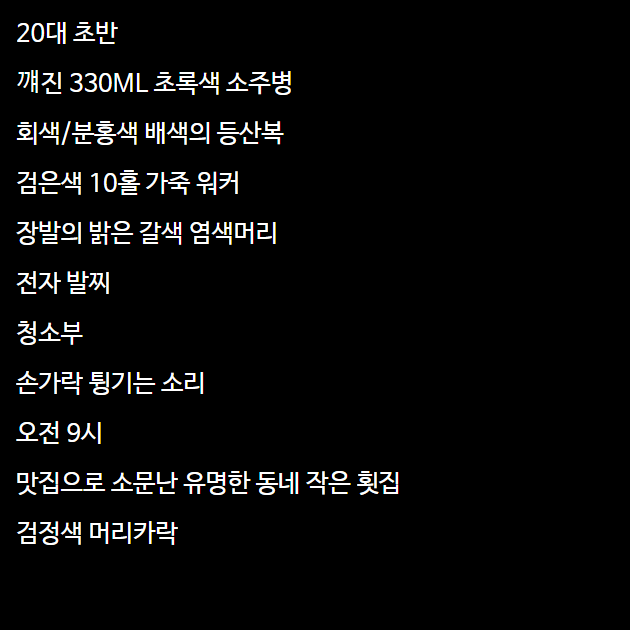 20대 초반
꺠진 330ML 초록색 소주병
회색/분홍색 배색의 등산복
검은색 10홀 가죽 워커
장발의 밝은 갈색 염색머리
전자 발찌
청소부
손가락 튕기는 소리
오전 9시
맛집으로 소문난 유명한 동네 작은 횟집
검정색 머리카락